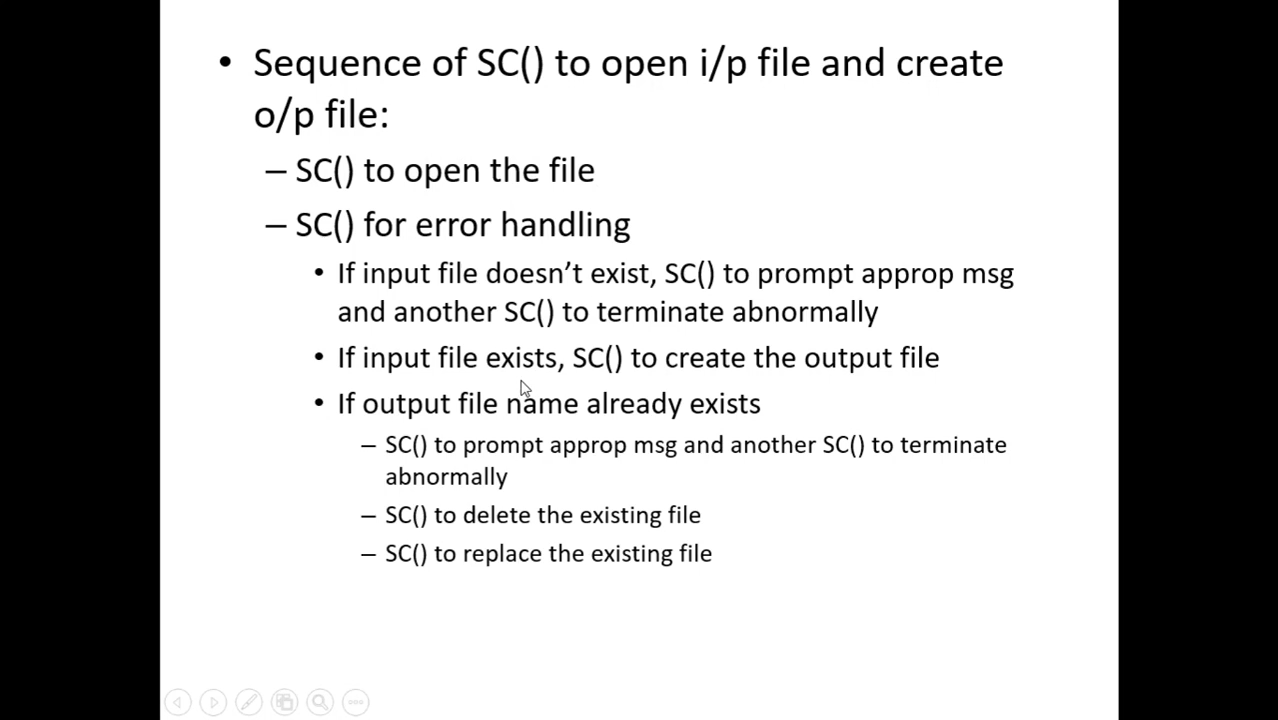 • Sequence of SC() to open i/p file and create
o/p file:
– SC() to open the file
– SC() for error handling
• If input file doesn’t exist, SC() to prompt approp msg
and another SC() to terminate abnormally
• If input file exists, SC() to create the output file
• If output file name already exists
– SC() to prompt approp msg and another SC() to terminate
abnormally
– SC() to delete the existing file
– SC() to replace the existing file